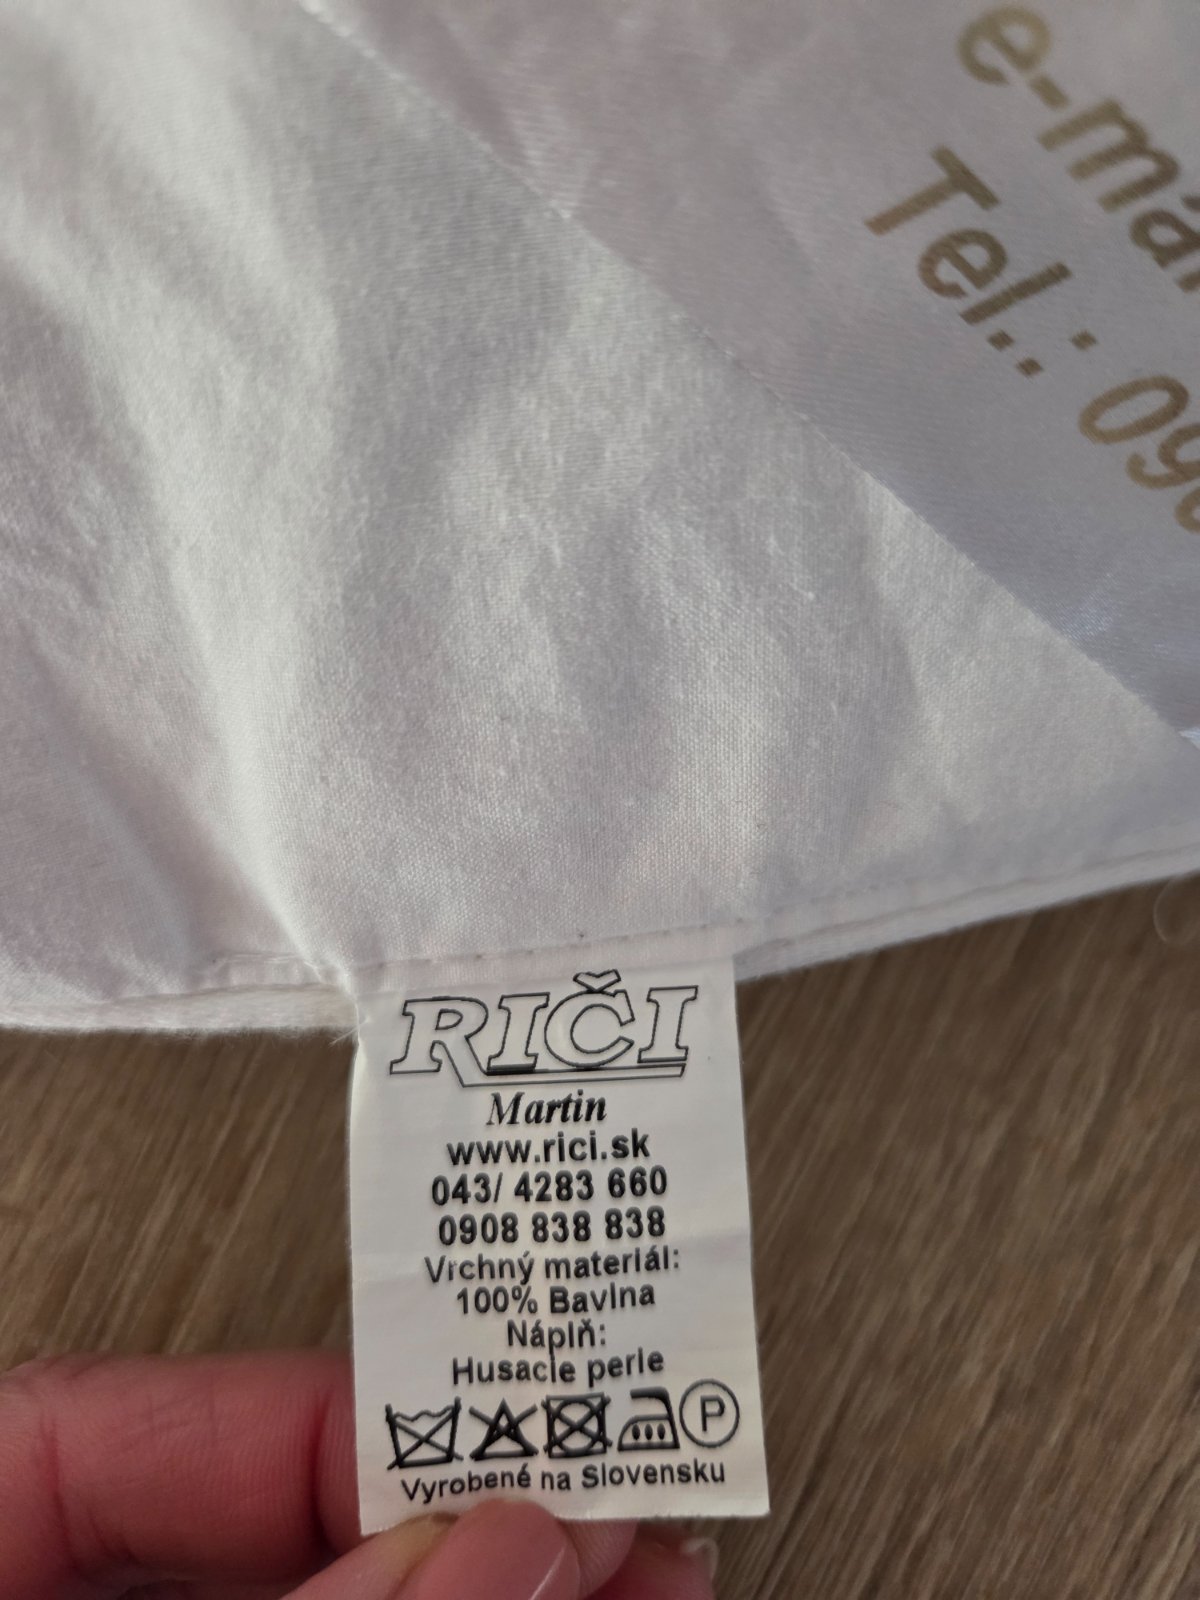 e-ma
Tel.: 090
RIČI
Martin
www.rici.sk
043/ 4283 660
0908 838 838
Vrchný materiál:
100% Bavlna
Náplň:
Husacie perie
P
Vyrobené na Slovensku